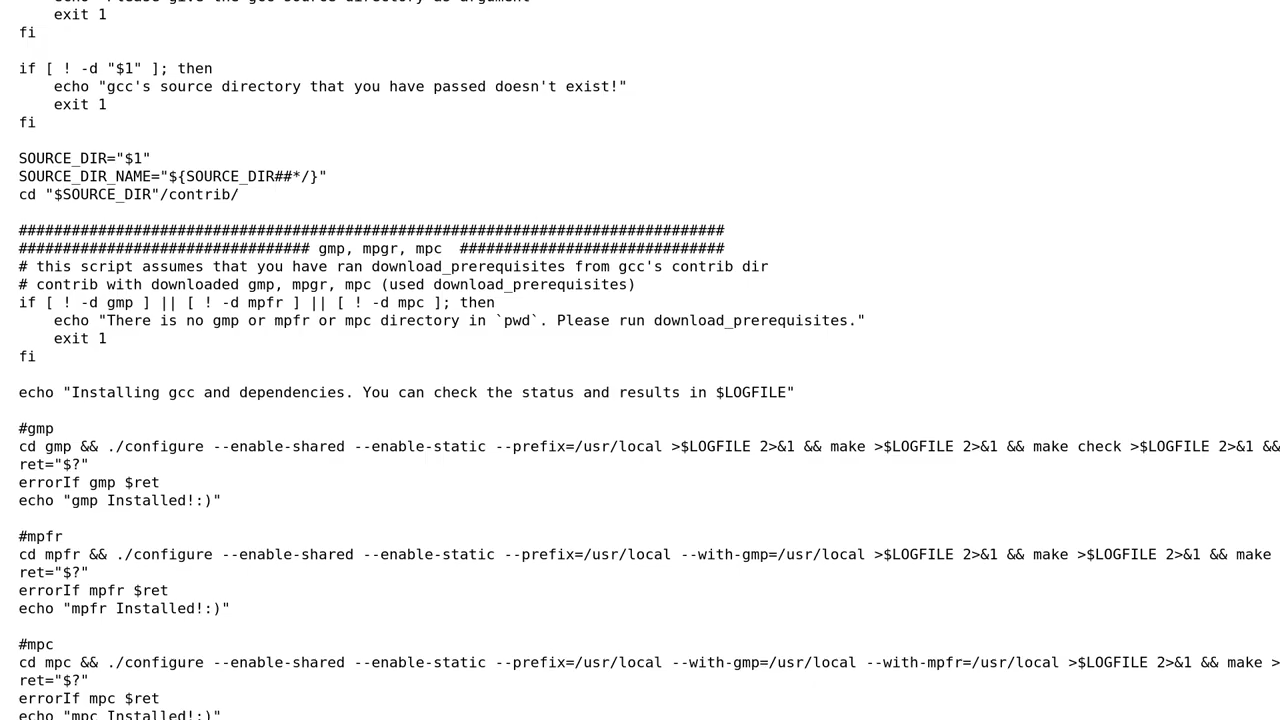 exit 1
fi
if [ ! -d "$1" ]; then
echo "gcc's source directory that you have passed doesn't exist!"
exit 1
fi
SOURCE_DIR="$1"
SOURCE_DIR_NAME="${SOURCE_DIR##*/}"
cd "$SOURCE_DIR"/contrib/
################################################################################
################################# gmp, mpgr, mpc  ##############################
# this script assumes that you have ran download_prerequisites from gcc's contrib dir
# contrib with downloaded gmp, mpgr, mpc (used download_prerequisites)
if [ ! -d gmp ] || [ ! -d mpfr ] || [ ! -d mpc ]; then
echo "There is no gmp or mpfr or mpc directory in `pwd`. Please run download_prerequisites."
exit 1
fi
echo "Installing gcc and dependencies. You can check the status and results in $LOGFILE"
#gmp
cd gmp && ./configure --enable-shared --enable-static --prefix=/usr/local >$LOGFILE 2>&1 && make >$LOGFILE 2>&1 && make check >$LOGFILE 2>&1 &&
ret="$?"
errorIf gmp $ret
echo "gmp Installed!:)"
#mpfr
cd mpfr && ./configure --enable-shared --enable-static --prefix=/usr/local --with-gmp=/usr/local >$LOGFILE 2>&1 && make >$LOGFILE 2>&1 && make
ret="$?"
errorIf mpfr $ret
echo "mpfr Installed!:)"
#mpc
cd mpc && ./configure --enable-shared --enable-static --prefix=/usr/local --with-gmp=/usr/local --with-mpfr=/usr/local >$LOGFILE 2>&1 && make >
ret="$?"
errorIf mpc $ret
echo "mpc Installed!:)"